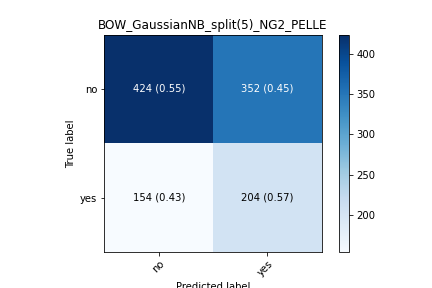 BOW_GaussianNB_split(5)_NG2_PELLE
no
424 (0.55)
352 (0.45)
yes
154 (0.43)
204 (0.57)
True label
no
yes
Predicted label
400
350
300
250
200